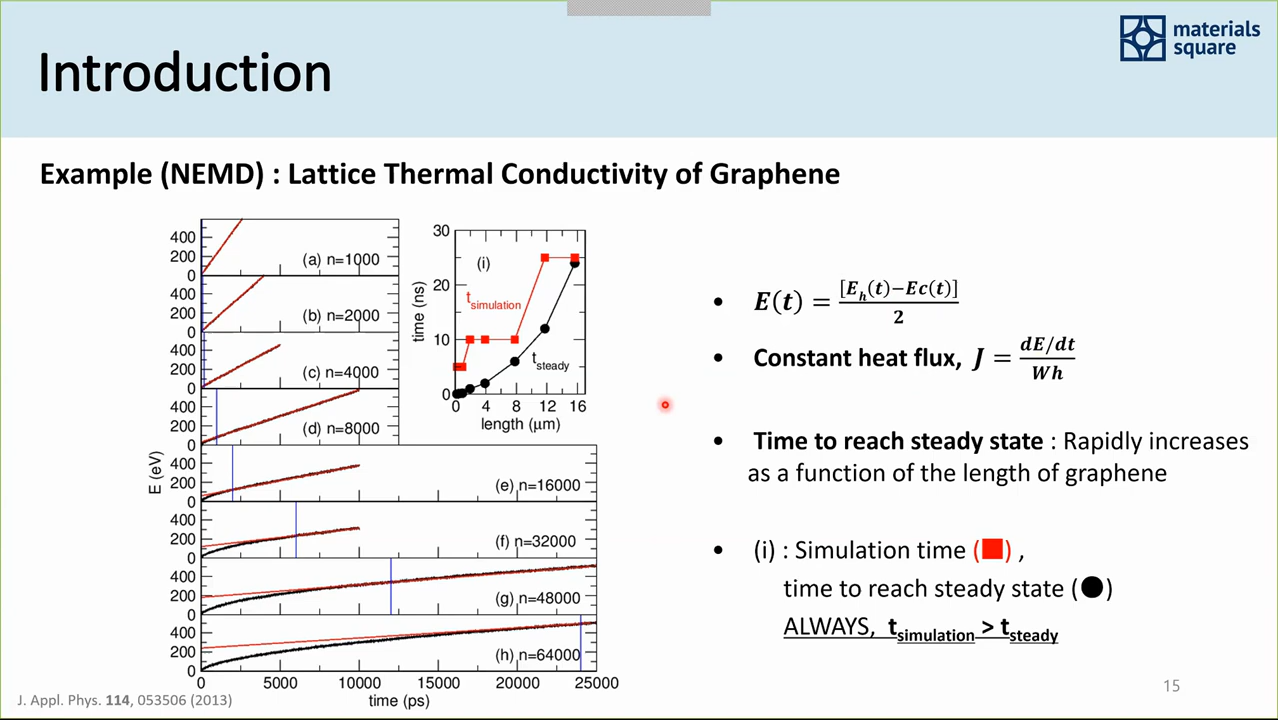 materials
square
Introduction
Example (NEMD) : Lattice Thermal Conductivity of Graphene
400
200
0
(a) n=1000
400
200
0
(b) n=2000
400
200
0
(c) n=4000
400
200
0
(d) n=8000
E (eV)
400
200
0
(e) n=16000
400
200
0
(f) n=32000
400
200
0
(g) n=48000
400
200
0
(h) n=64000
0 5000 10000 15000 20000 25000
time (ps)
30
20
10
0
time (ns)
(i)
tsimulation
tsteady
0 4 8 12 16
length (μm)
• E(t) = [Eh(t)−Ec(t)] / 2
• Constant heat flux, J = dE/dt / Wh
• Time to reach steady state : Rapidly increases
as a function of the length of graphene
• (i) : Simulation time (■) ,
time to reach steady state (●)
ALWAYS, tsimulation > tsteady
J. Appl. Phys. 114, 053506 (2013)
15